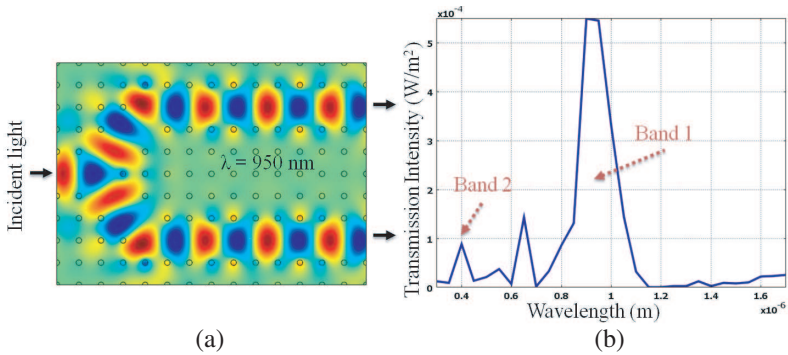 Incident light
λ = 950 nm
(a)
x10⁻⁴
Transmission Intensity (W/m²)
5
4
3
2
1
0
Band 1
Band 2
0.4
0.6
0.8
1
1.2
1.4
1.6
x10⁻⁶
Wavelength (m)
(b)